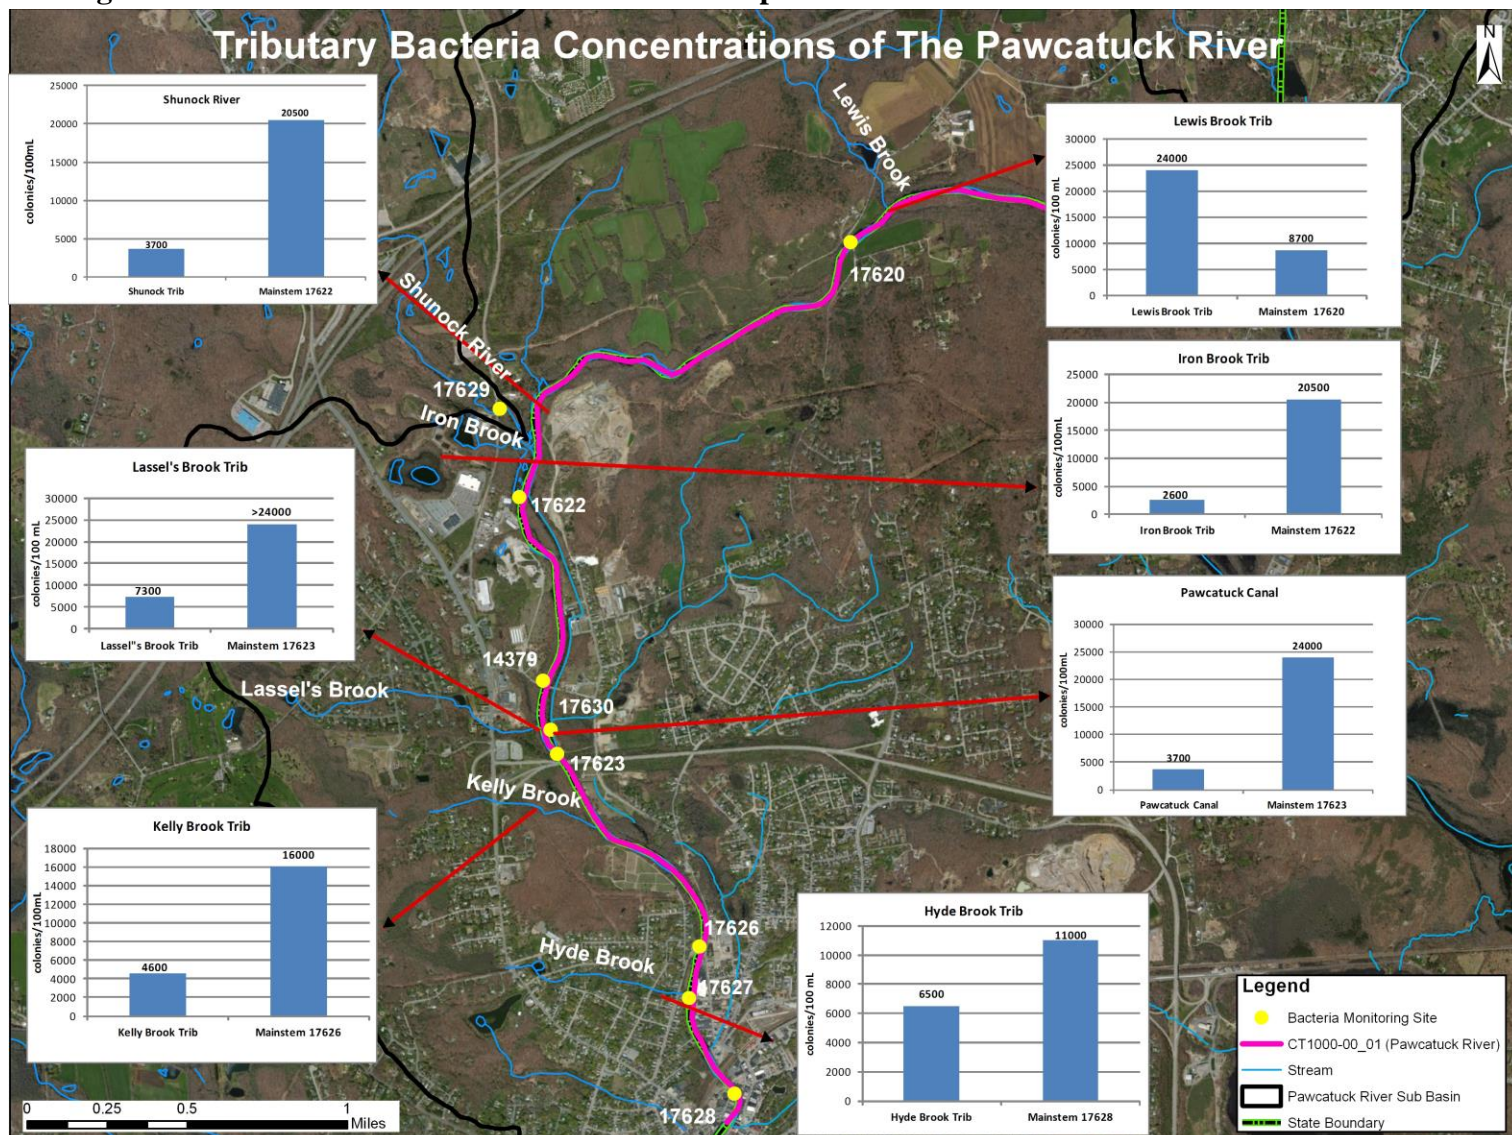 Tributary Bacteria Concentrations of The Pawcatuck River
N
Shunock River
colonies/100mL
25000
20000
15000
10000
5000
0
3700
20500
Shunock Trib
Mainstem 17622
Lewis Brook Trib
colonies/100 mL
30000
25000
20000
15000
10000
5000
0
24000
8700
Lewis Brook Trib
Mainstem 17620
Iron Brook Trib
colonies/100mL
25000
20000
15000
10000
5000
0
2600
20500
Iron Brook Trib
Mainstem 17622
Lassel's Brook Trib
colonies/100 mL
30000
25000
20000
15000
10000
5000
0
7300
>24000
Lassel"s Brook Trib
Mainstem 17623
Pawcatuck Canal
colonies/100mL
30000
25000
20000
15000
10000
5000
0
3700
24000
Pawcatuck Canal
Mainstem 17623
Kelly Brook Trib
colonies/100mL
18000
16000
14000
12000
10000
8000
6000
4000
2000
0
4600
16000
Kelly Brook Trib
Mainstem 17626
Hyde Brook Trib
colonies/100 mL
12000
10000
8000
6000
4000
2000
0
6500
11000
Hyde Brook Trib
Mainstem 17628
Lewis Brook
17620
Shunock River
17629
Iron Brook
17622
14379
Lassel's Brook
17630
17623
Kelly Brook
17626
Hyde Brook
17627
17628
Legend
Bacteria Monitoring Site
CT1000-00_01 (Pawcatuck River)
Stream
Pawcatuck River Sub Basin
State Boundary
0 0.25 0.5 1
Miles